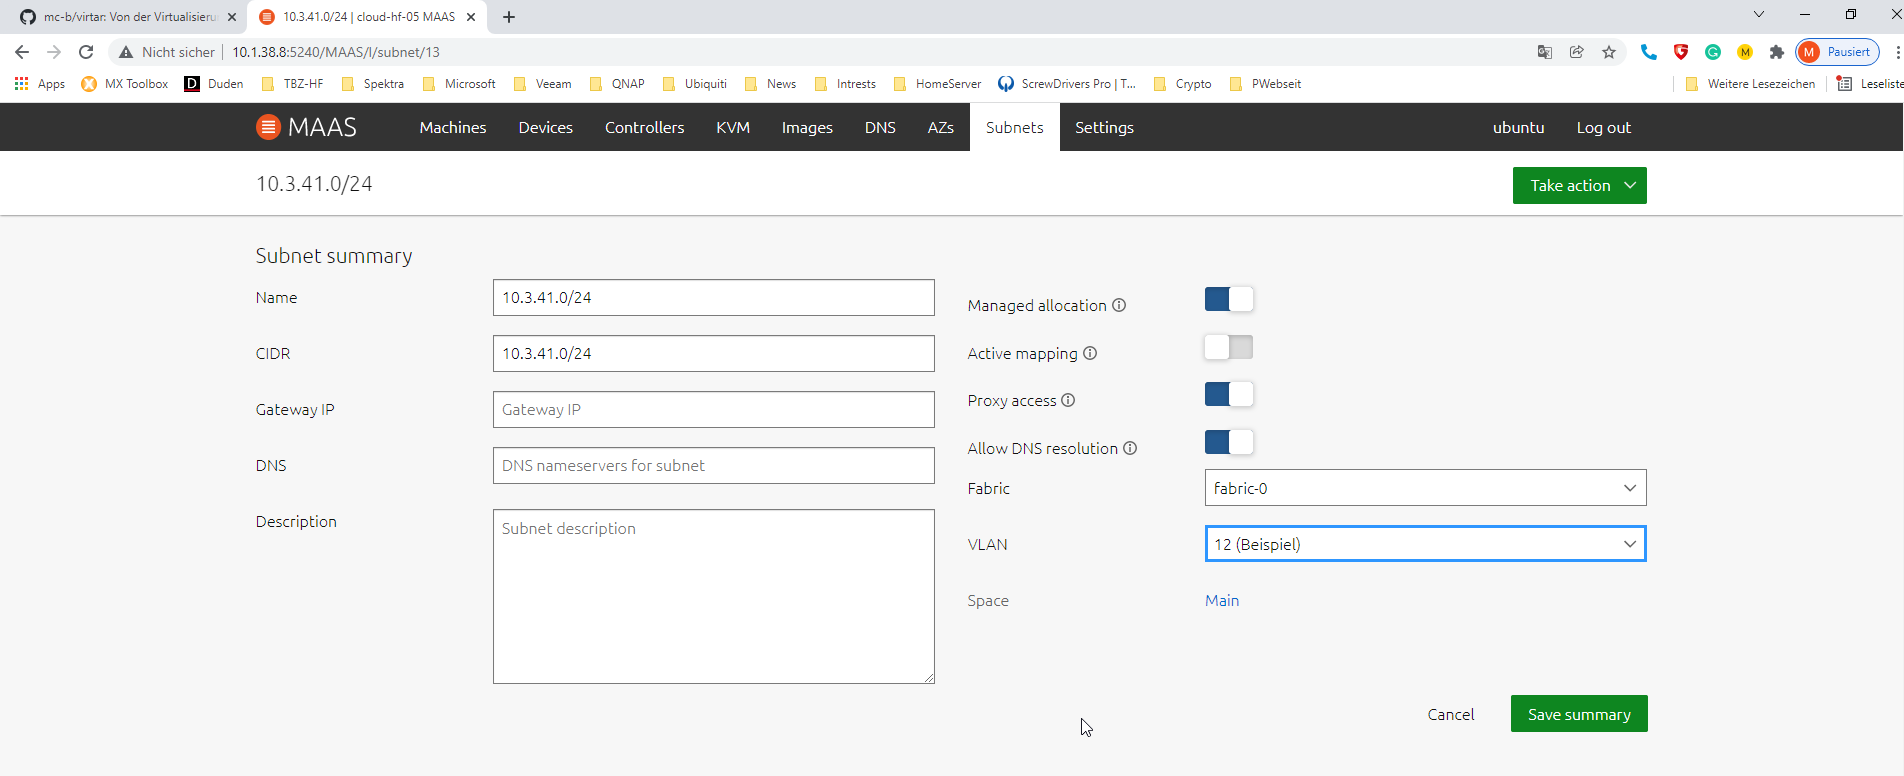 mc-b/virtar: Von der Virtualisieru
10.3.41.0/24 | cloud-hf-05 MAAS
Nicht sicher
10.1.38.8:5240/MAAS/l/subnet/13
M
M
Pausiert
Apps
MX Toolbox
D
Duden
TBZ-HF
Spektra
Microsoft
Veeam
QNAP
Ubiquiti
News
Intrests
HomeServer
ScrewDrivers Pro | T...
Crypto
PWebseit
Weitere Lesezeichen
Leseliste
MAAS
Machines
Devices
Controllers
KVM
Images
DNS
AZs
Subnets
Settings
ubuntu
Log out
10.3.41.0/24
Take action
Subnet summary
Name
10.3.41.0/24
CIDR
10.3.41.0/24
Gateway IP
Gateway IP
DNS
DNS nameservers for subnet
Description
Subnet description
Managed allocation
Active mapping
Proxy access
Allow DNS resolution
Fabric
fabric-0
VLAN
12 (Beispiel)
Space
Main
Cancel
Save summary